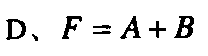 D、F = A + B